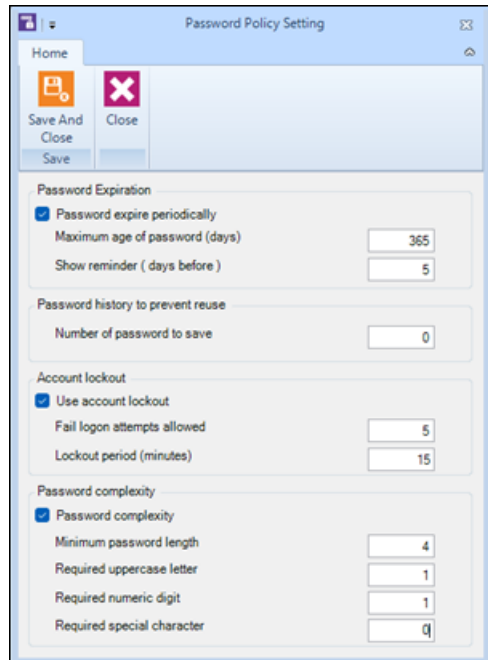 Password Policy Setting
Home
Save And
Close
Close
Save
Password Expiration
Password expire periodically
Maximum age of password (days) 365
Show reminder ( days before ) 5
Password history to prevent reuse
Number of password to save 0
Account lockout
Use account lockout
Fail logon attempts allowed 5
Lockout period (minutes) 15
Password complexity
Password complexity
Minimum password length 4
Required uppercase letter 1
Required numeric digit 1
Required special character 0